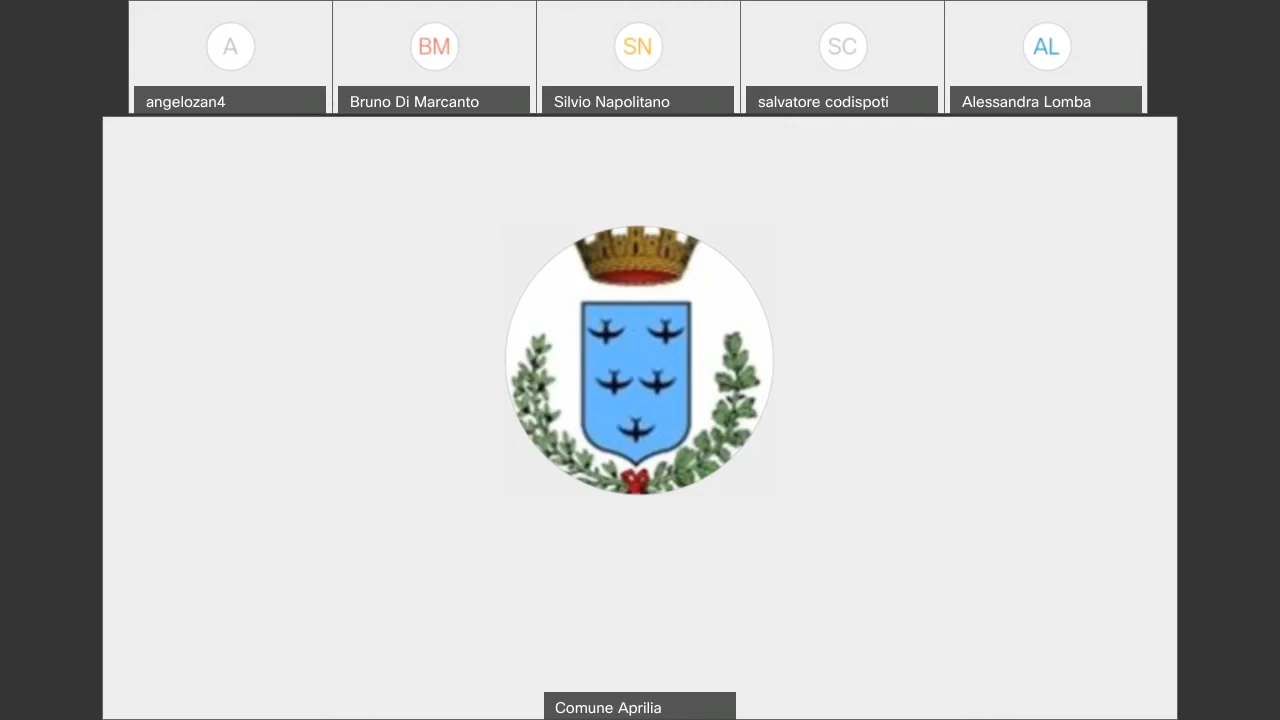 A
BM
SN
SC
AL
angelozan4
Bruno Di Marcanto
Silvio Napolitano
salvatore codispoti
Alessandra Lomba
Comune Aprilia